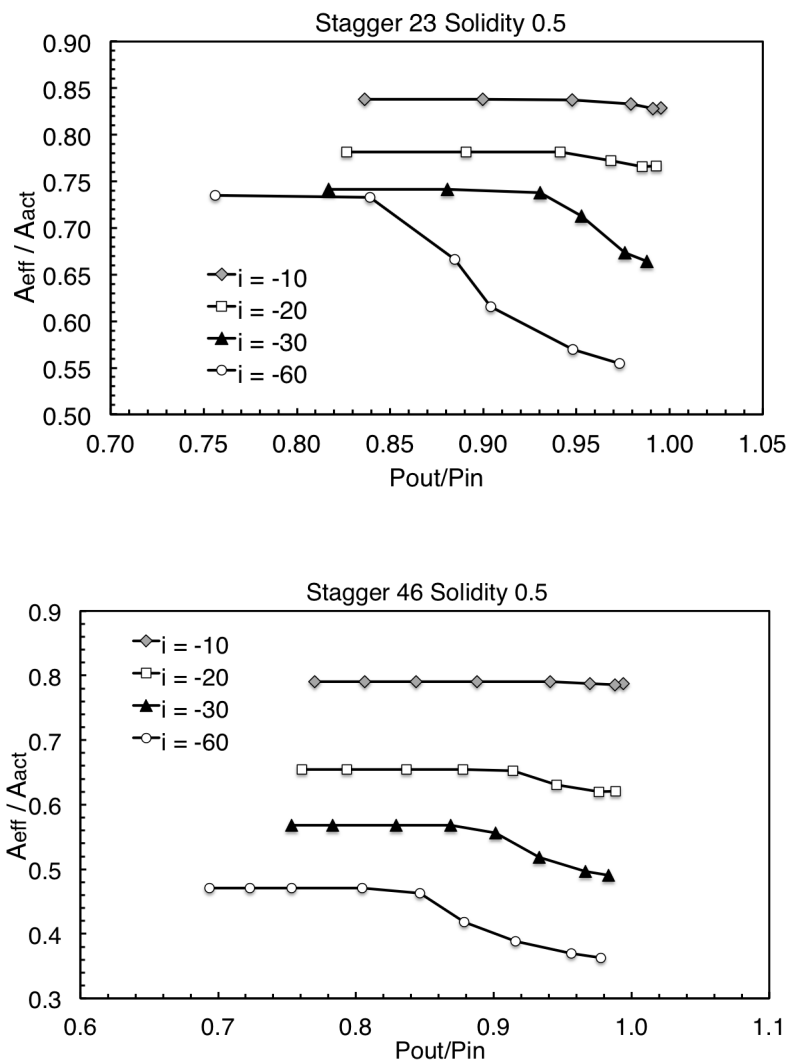 Stagger 23 Solidity 0.5
0.90
0.85
0.80
0.75
0.70
0.65
0.60
0.55
0.50
Aeff / Aact
i = -10
i = -20
i = -30
i = -60
0.70 0.75 0.80 0.85 0.90 0.95 1.00 1.05
Pout/Pin
Stagger 46 Solidity 0.5
0.9
0.8
0.7
0.6
0.5
0.4
0.3
Aeff / Aact
i = -10
i = -20
i = -30
i = -60
0.6 0.7 0.8 0.9 1.0 1.1
Pout/Pin